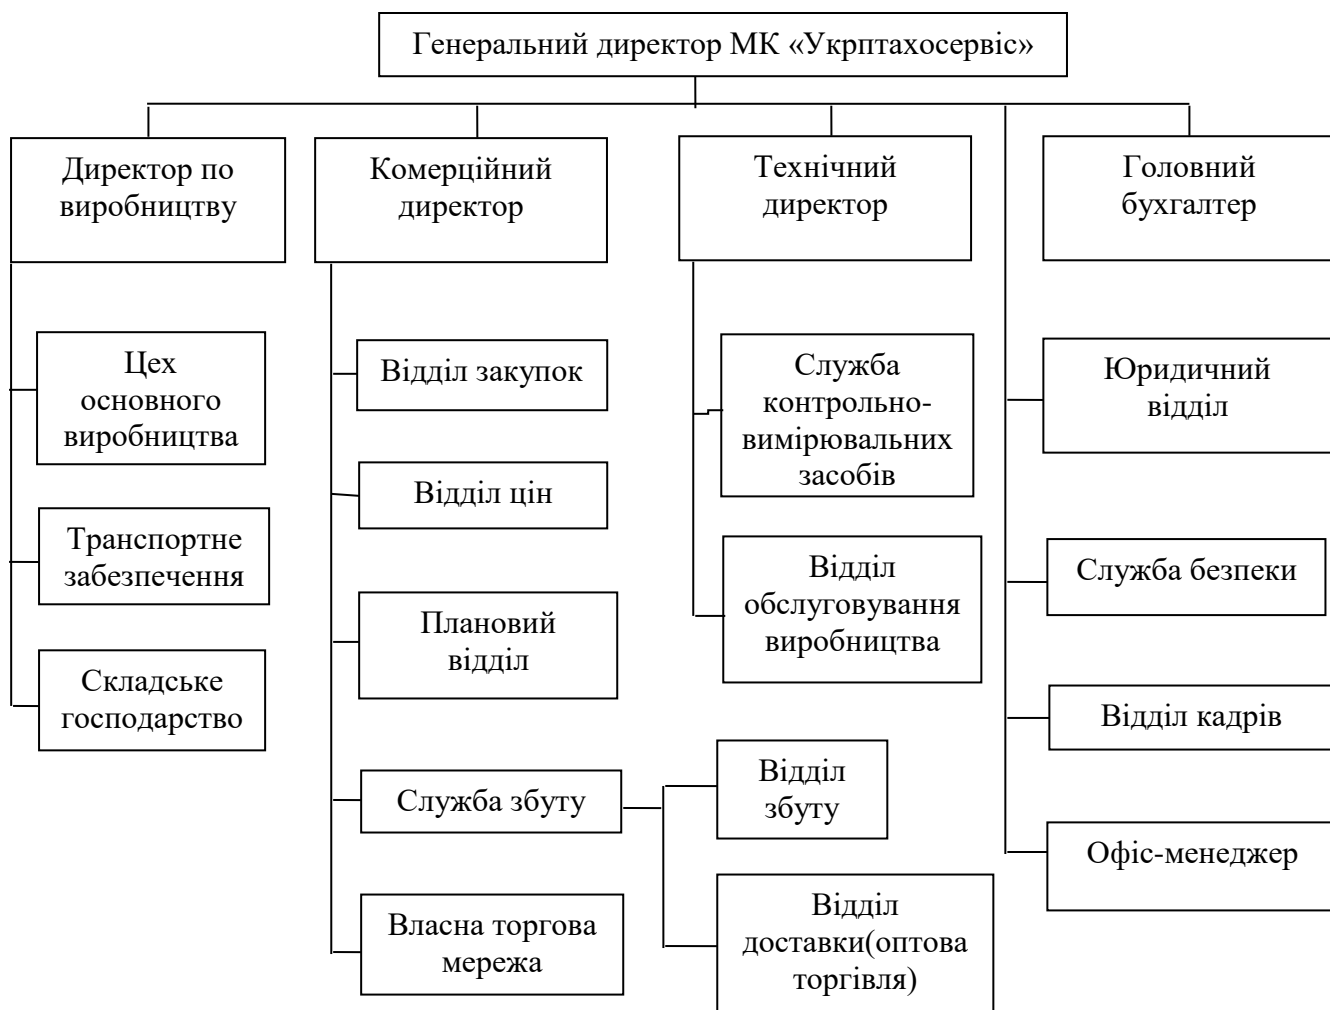 Генеральний директор МК «Укрптахосервіс»
Директор по
виробництву
Комерційний
директор
Технічний
директор
Головний
бухгалтер
Цех
основного
виробництва
Транспортне
забезпечення
Складське
господарство
Відділ закупок
Відділ цін
Плановий
відділ
Служба збуту
Власна торгова
мережа
Служба
контрольно-
вимірювальних
засобів
Відділ
обслуговування
виробництва
Відділ
збуту
Відділ
доставки(оптова
торгівля)
Юридичний
відділ
Служба безпеки
Відділ кадрів
Офіс-менеджер